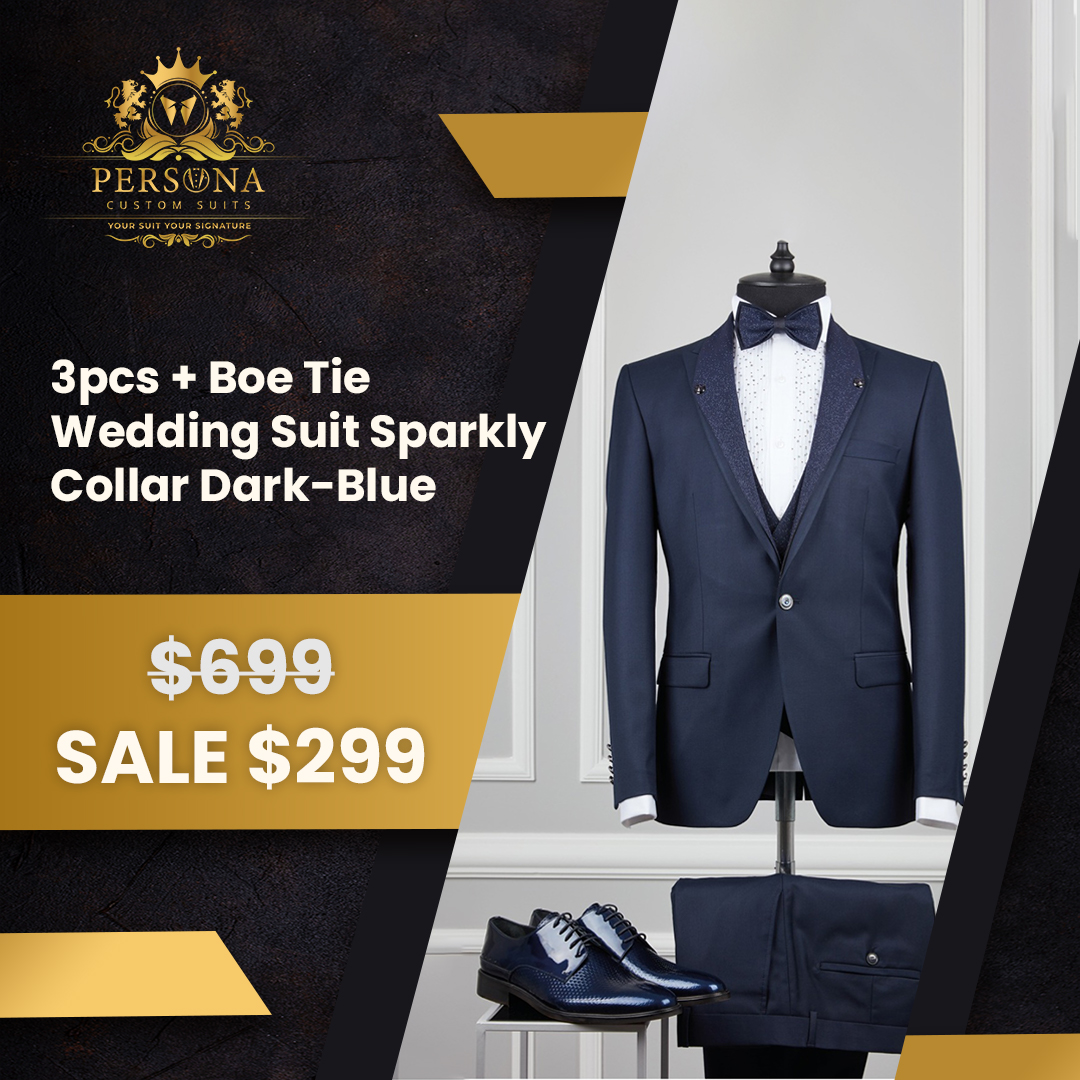 PERSONA
CUSTOM SUITS
YOUR SUIT YOUR SIGNATURE
3pcs + Boe Tie
Wedding Suit Sparkly
Collar Dark-Blue
$699
SALE $299